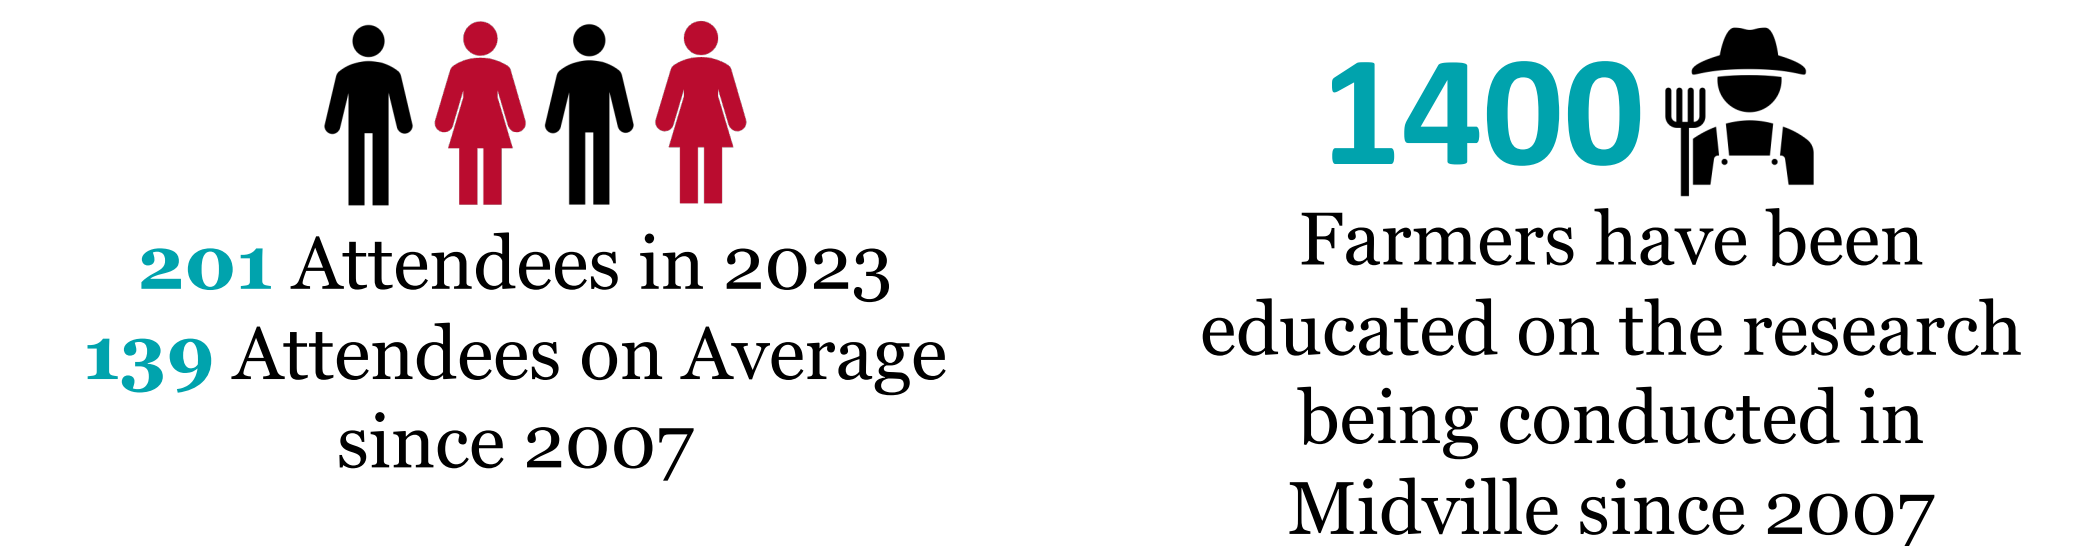 201 Attendees in 2023
139 Attendees on Average
since 2007
1400
Farmers have been
educated on the research
being conducted in
Midville since 2007